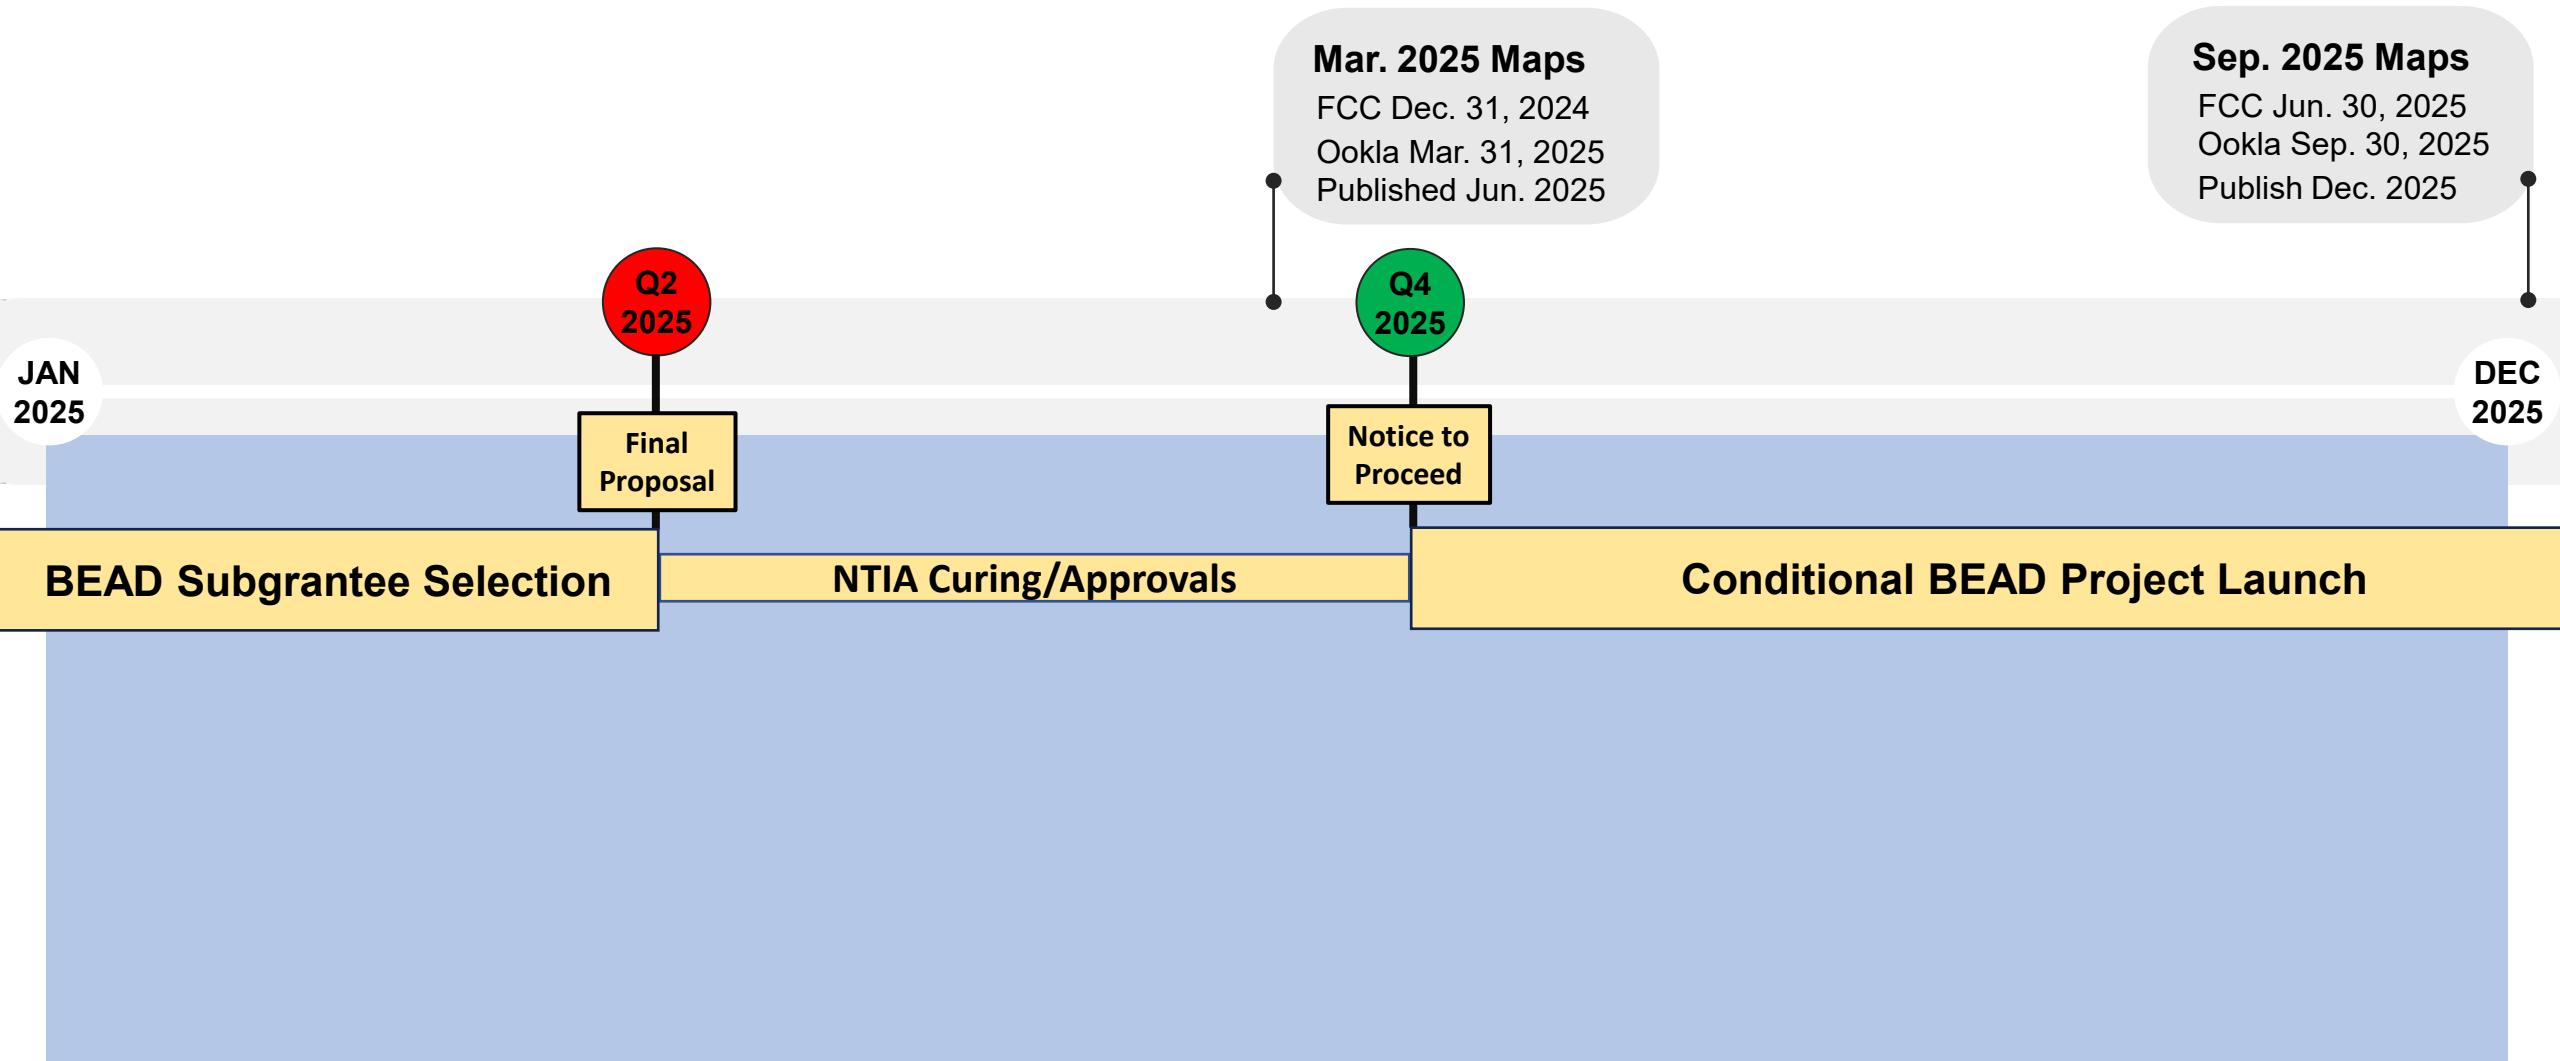 Mar. 2025 Maps
FCC Dec. 31, 2024
Ookla Mar. 31, 2025
Published Jun. 2025
Sep. 2025 Maps
FCC Jun. 30, 2025
Ookla Sep. 30, 2025
Publish Dec. 2025
Q2
2025
Q4
2025
JAN
2025
DEC
2025
Final
Proposal
Notice to
Proceed
BEAD Subgrantee Selection
NTIA Curing/Approvals
Conditional BEAD Project Launch